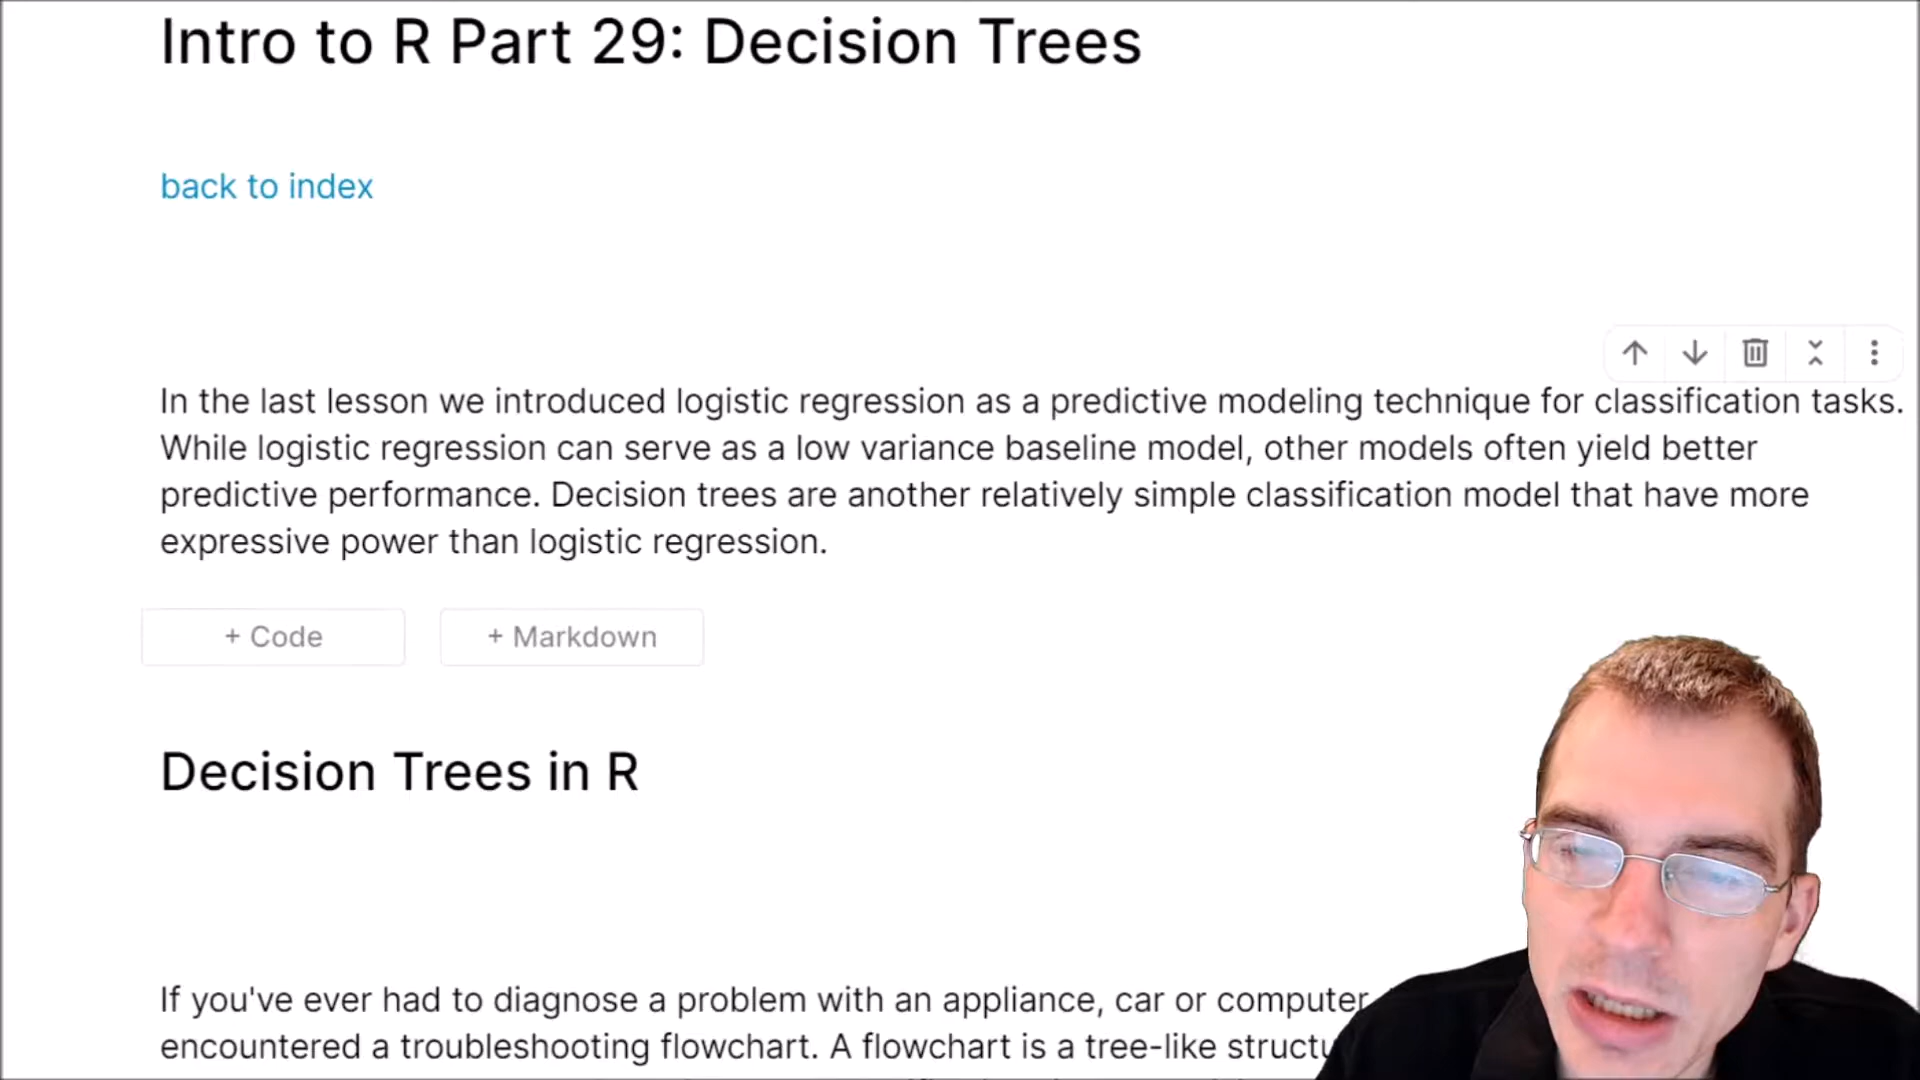 Intro to R Part 29: Decision Trees
back to index
In the last lesson we introduced logistic regression as a predictive modeling technique for classification tasks.
While logistic regression can serve as a low variance baseline model, other models often yield better
predictive performance. Decision trees are another relatively simple classification model that have more
expressive power than logistic regression.
+ Code
+ Markdown
Decision Trees in R
If you've ever had to diagnose a problem with an appliance, car or computer
encountered a troubleshooting flowchart. A flowchart is a tree-like